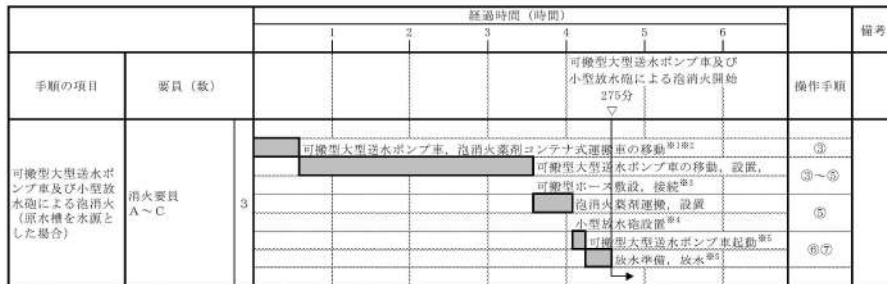 経過時間（時間）
備考
1 2 3 4 5 6
手順の項目
要員（数）
可搬型大型送水ポンプ車及び
小型放水砲による泡消火開始
275分
▽
操作手順
可搬型大型送水ポ
ンプ車及び小型放
水砲による泡消火
（原水槽を水源と
した場合）
消火要員
A～C
3
可搬型大型送水ポンプ車，泡消火薬剤コンテナ式運搬車の移動※1※2
③
可搬型大型送水ポンプ車の移動，設置，
可搬型ホース敷設，接続※3
③～⑤
泡消火薬剤運搬，設置
小型放水砲設置※4
⑤
可搬型大型送水ポンプ車起動※5
放水準備，放水※5
⑥⑦